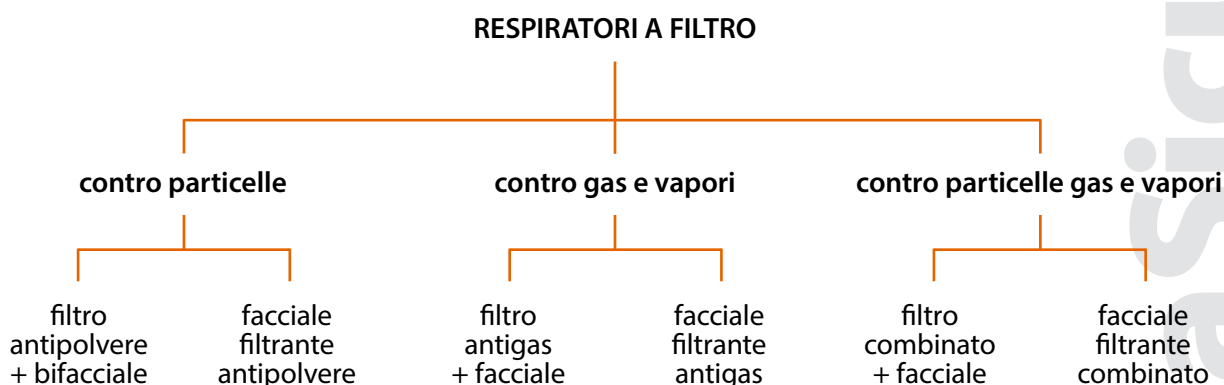 RESPIRATORI A FILTRO
contro particelle
contro gas e vapori
contro particelle gas e vapori
filtro
antipolvere
+ bifacciale
facciale
filtrante
antipolvere
filtro
antigas
+ facciale
facciale
filtrante
antigas
filtro
combinato
+ facciale
facciale
filtrante
combinato